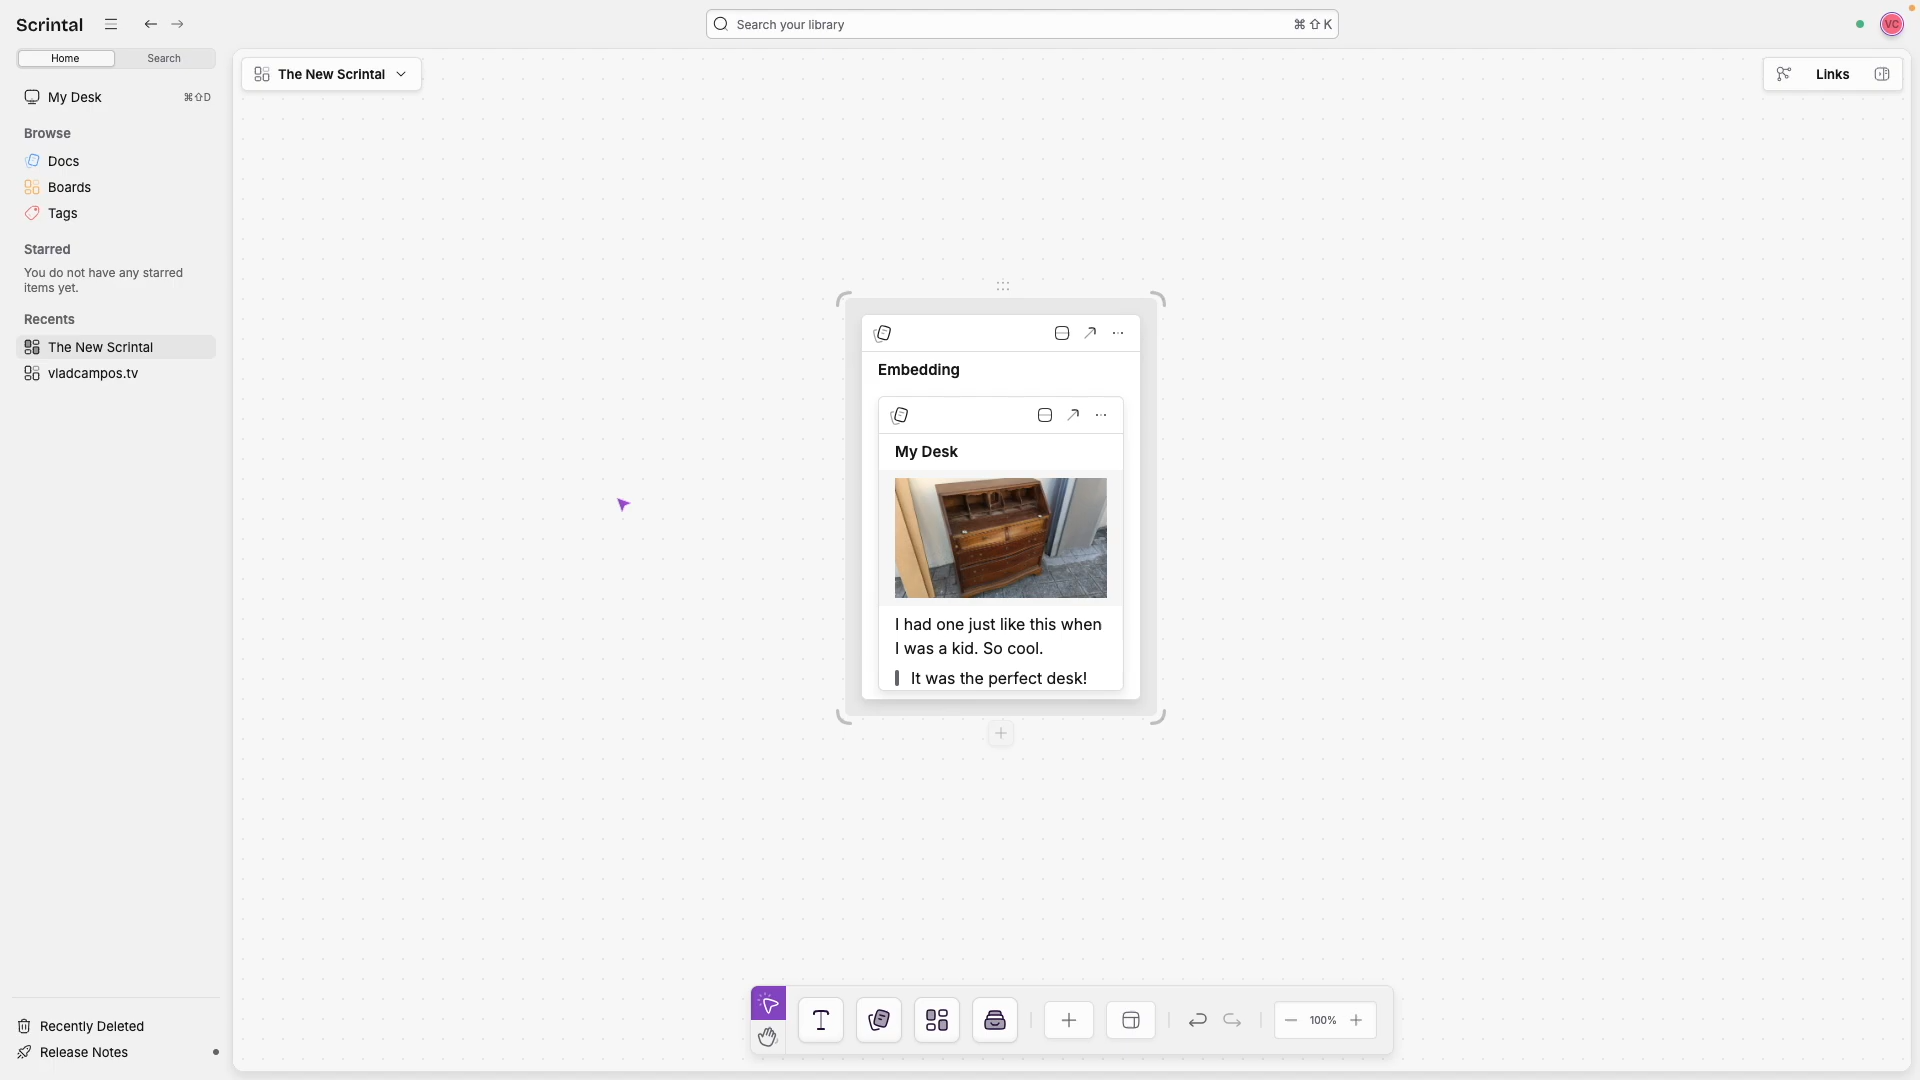 Scrintal
Search your library
⌘⇧K
VC
Home
Search
The New Scrintal
Links
My Desk
⌘⇧D
Browse
Docs
Boards
Tags
Starred
You do not have any starred
items yet.
Recents
The New Scrintal
vladcampos.tv
Embedding
My Desk
I had one just like this when
I was a kid. So cool.
It was the perfect desk!
Recently Deleted
Release Notes
T
100%